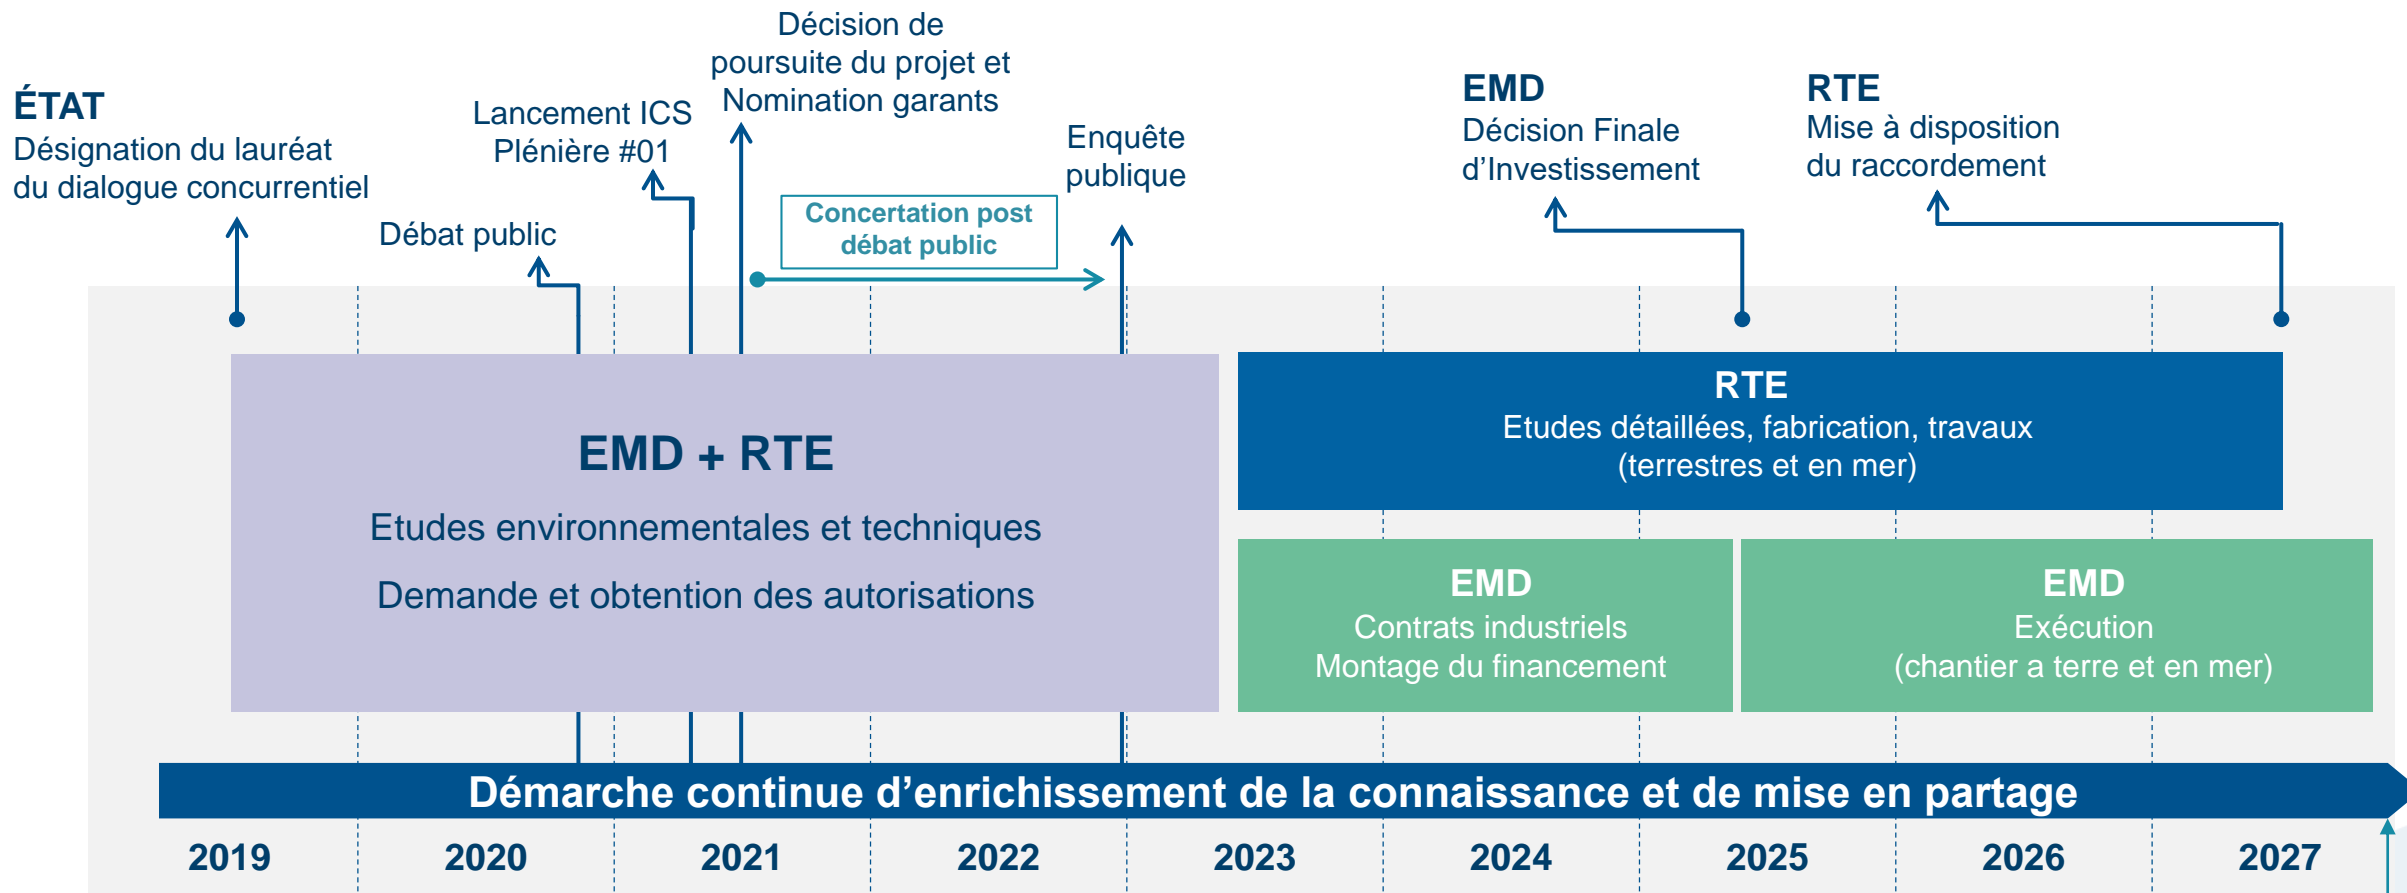 ÉTAT
Désignation du lauréat
du dialogue concurrentiel
Débat public
Lancement ICS
Plénière #01
Décision de
poursuite du projet et
Nomination garants
Concertation post
débat public
Enquête
publique
EMD
Décision Finale
d’Investissement
RTE
Mise à disposition
du raccordement
EMD + RTE
Etudes environnementales et techniques
Demande et obtention des autorisations
RTE
Etudes détaillées, fabrication, travaux
(terrestres et en mer)
EMD
Contrats industriels
Montage du financement
EMD
Exécution
(chantier a terre et en mer)
Démarche continue d’enrichissement de la connaissance et de mise en partage
2019 2020 2021 2022 2023 2024 2025 2026 2027